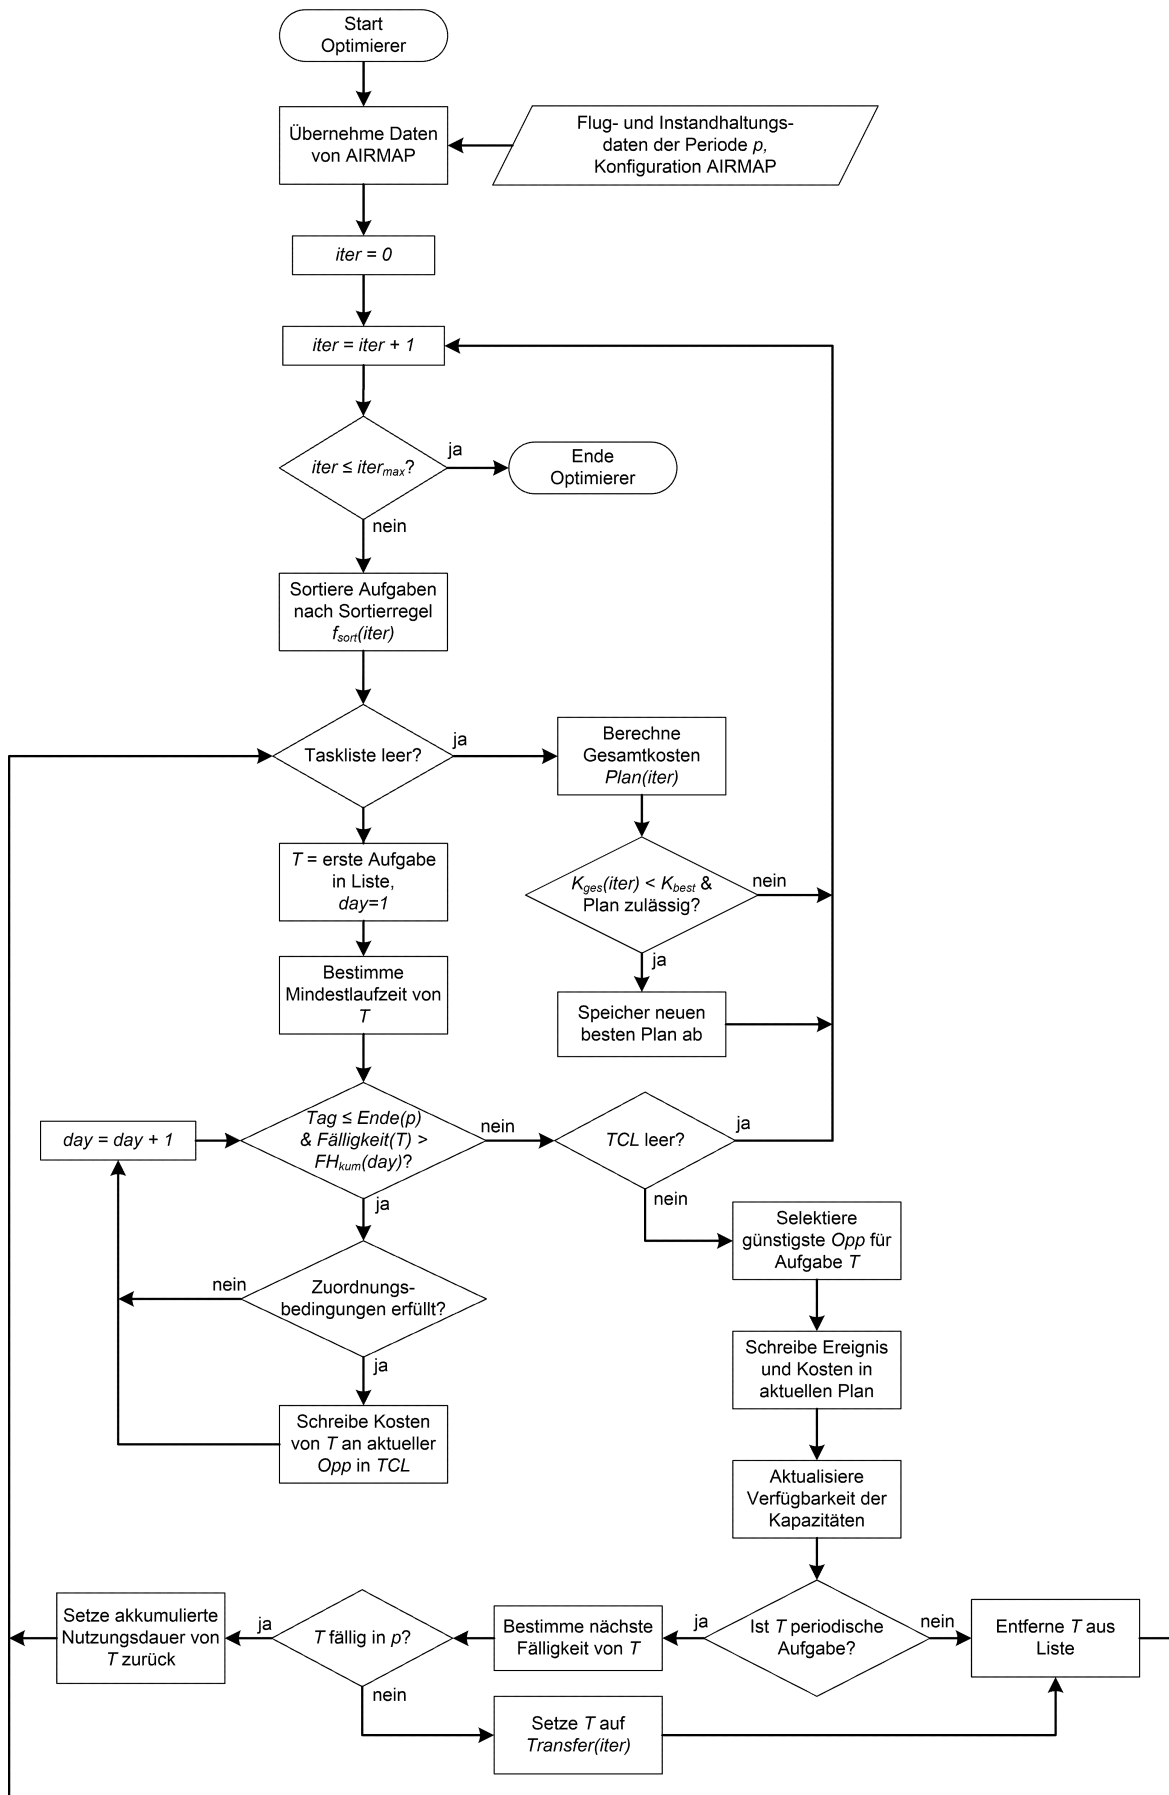 Start
Optimierer
Übernehme Daten
von AIRMAP
Flug- und Instandhaltungs-
daten der Periode p,
Konfiguration AIRMAP
iter = 0
iter = iter + 1
iter ≤ iter_max?
ja
Ende
Optimierer
nein
Sortiere Aufgaben
nach Sortierregel
f_sort(iter)
Taskliste leer?
ja
Berechne
Gesamtkosten
Plan(iter)
T = erste Aufgabe
in Liste,
day=1
K_ges(iter) < K_best &
Plan zulässig?
nein
ja
Bestimme
Mindestlaufzeit von
T
Speicher neuen
besten Plan ab
day = day + 1
Tag ≤ Ende(p)
& Fälligkeit(T) >
FH_kum(day)?
nein
TCL leer?
ja
ja
nein
Selektiere
günstigste Opp für
Aufgabe T
Zuordnungs-
bedingungen erfüllt?
nein
ja
Schreibe Ereignis
und Kosten in
aktuellen Plan
Schreibe Kosten
von T an aktueller
Opp in TCL
Aktualisiere
Verfügbarkeit der
Kapazitäten
Setze akkumulierte
Nutzungsdauer von
T zurück
ja
T fällig in p?
Bestimme nächste
Fälligkeit von T
ja
Ist T periodische
Aufgabe?
nein
Entferne T aus
Liste
nein
Setze T auf
Transfer(iter)